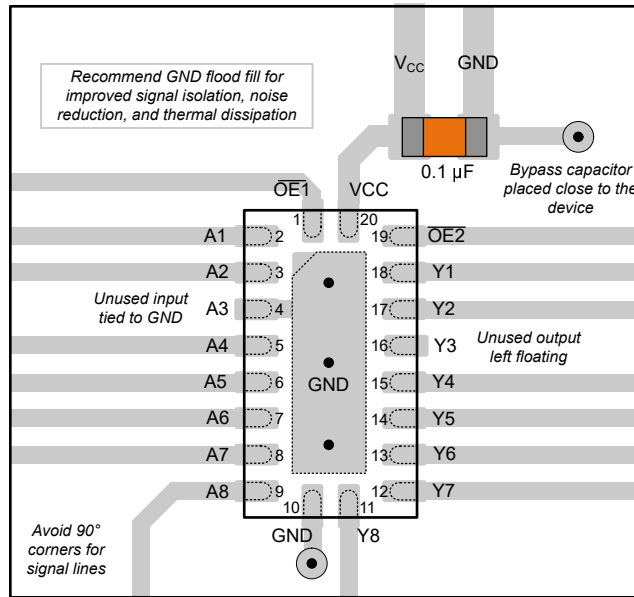 Recommend GND flood fill for
improved signal isolation, noise
reduction, and thermal dissipation
VCC GND
0.1 µF
Bypass capacitor
placed close to the
device
OE1 VCC
1 20
A1 2 19 OE2
A2 3 18 Y1
Unused input
tied to GND
A3 4 17 Y2
A4 5 16 Y3
Unused output
left floating
A5 6 GND 15 Y4
A6 7 14 Y5
A7 8 13 Y6
A8 9 12 Y7
10 11
GND Y8
Avoid 90°
corners for
signal lines